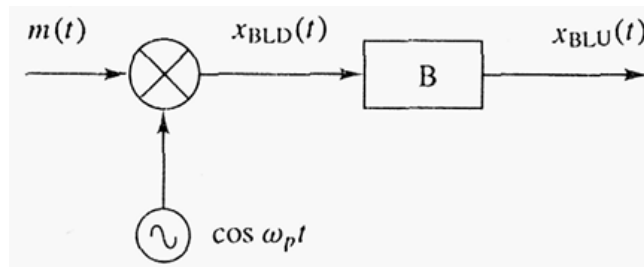 m(t) x_BLD(t) x_BLU(t)
B
cos ω_p t